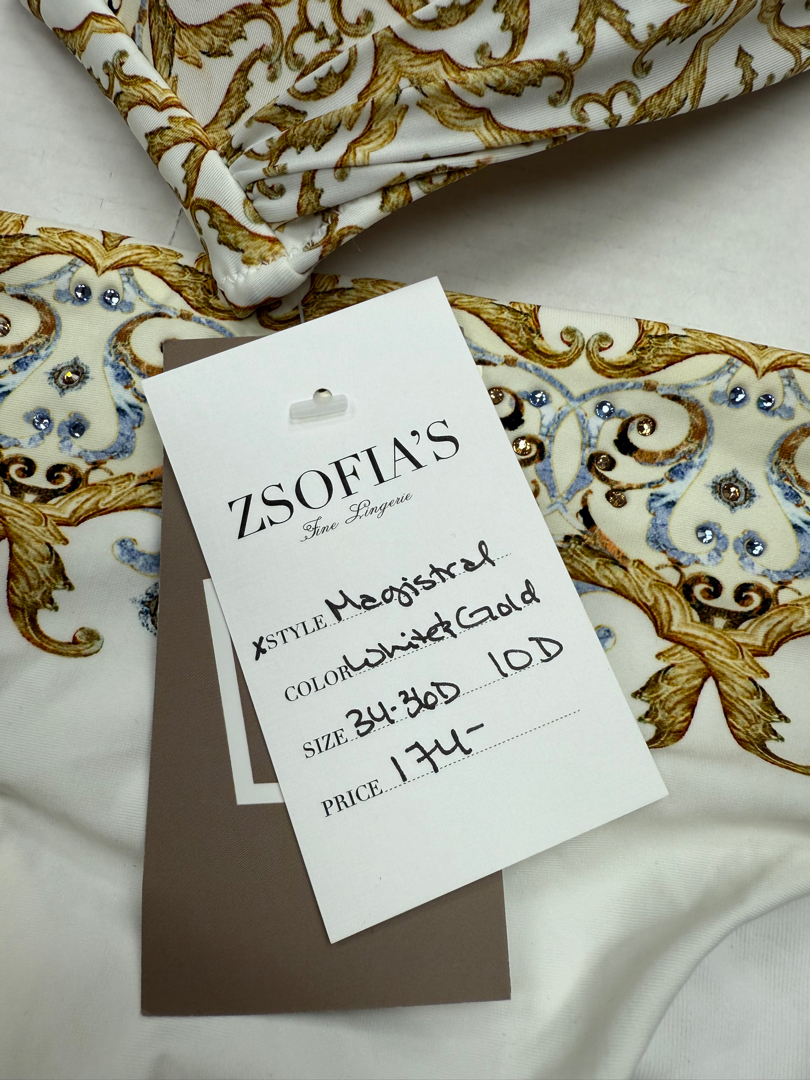 ZSOFIA'S
Fine Lingerie
xSTYLE Magistral
COLOR White & Gold
SIZE 34-36D 10D
PRICE 174-